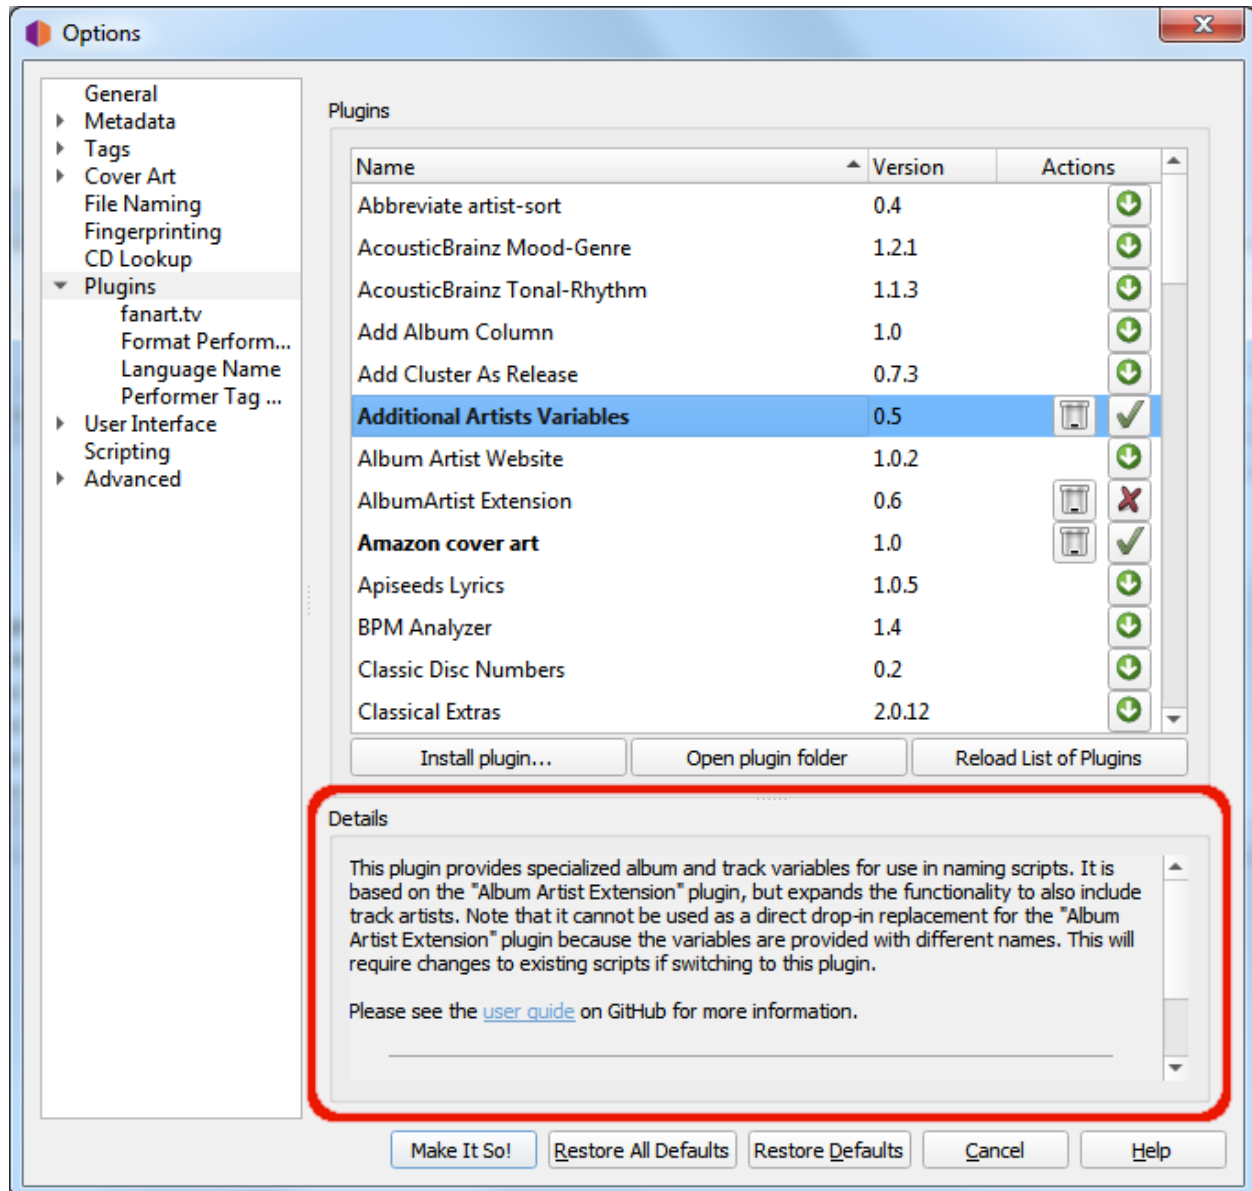 Options
General
Metadata
Tags
Cover Art
File Naming
Fingerprinting
CD Lookup
Plugins
fanart.tv
Format Perform...
Language Name
Performer Tag ...
User Interface
Scripting
Advanced
Plugins
Name Version Actions
Abbreviate artist-sort 0.4
AcousticBrainz Mood-Genre 1.2.1
AcousticBrainz Tonal-Rhythm 1.1.3
Add Album Column 1.0
Add Cluster As Release 0.7.3
Additional Artists Variables 0.5
Album Artist Website 1.0.2
AlbumArtist Extension 0.6
Amazon cover art 1.0
Apiseeds Lyrics 1.0.5
BPM Analyzer 1.4
Classic Disc Numbers 0.2
Classical Extras 2.0.12
Install plugin... Open plugin folder Reload List of Plugins
Details
This plugin provides specialized album and track variables for use in naming scripts. It is
based on the "Album Artist Extension" plugin, but expands the functionality to also include
track artists. Note that it cannot be used as a direct drop-in replacement for the "Album
Artist Extension" plugin because the variables are provided with different names. This will
require changes to existing scripts if switching to this plugin.
Please see the user guide on GitHub for more information.
Make It So! Restore All Defaults Restore Defaults Cancel Help